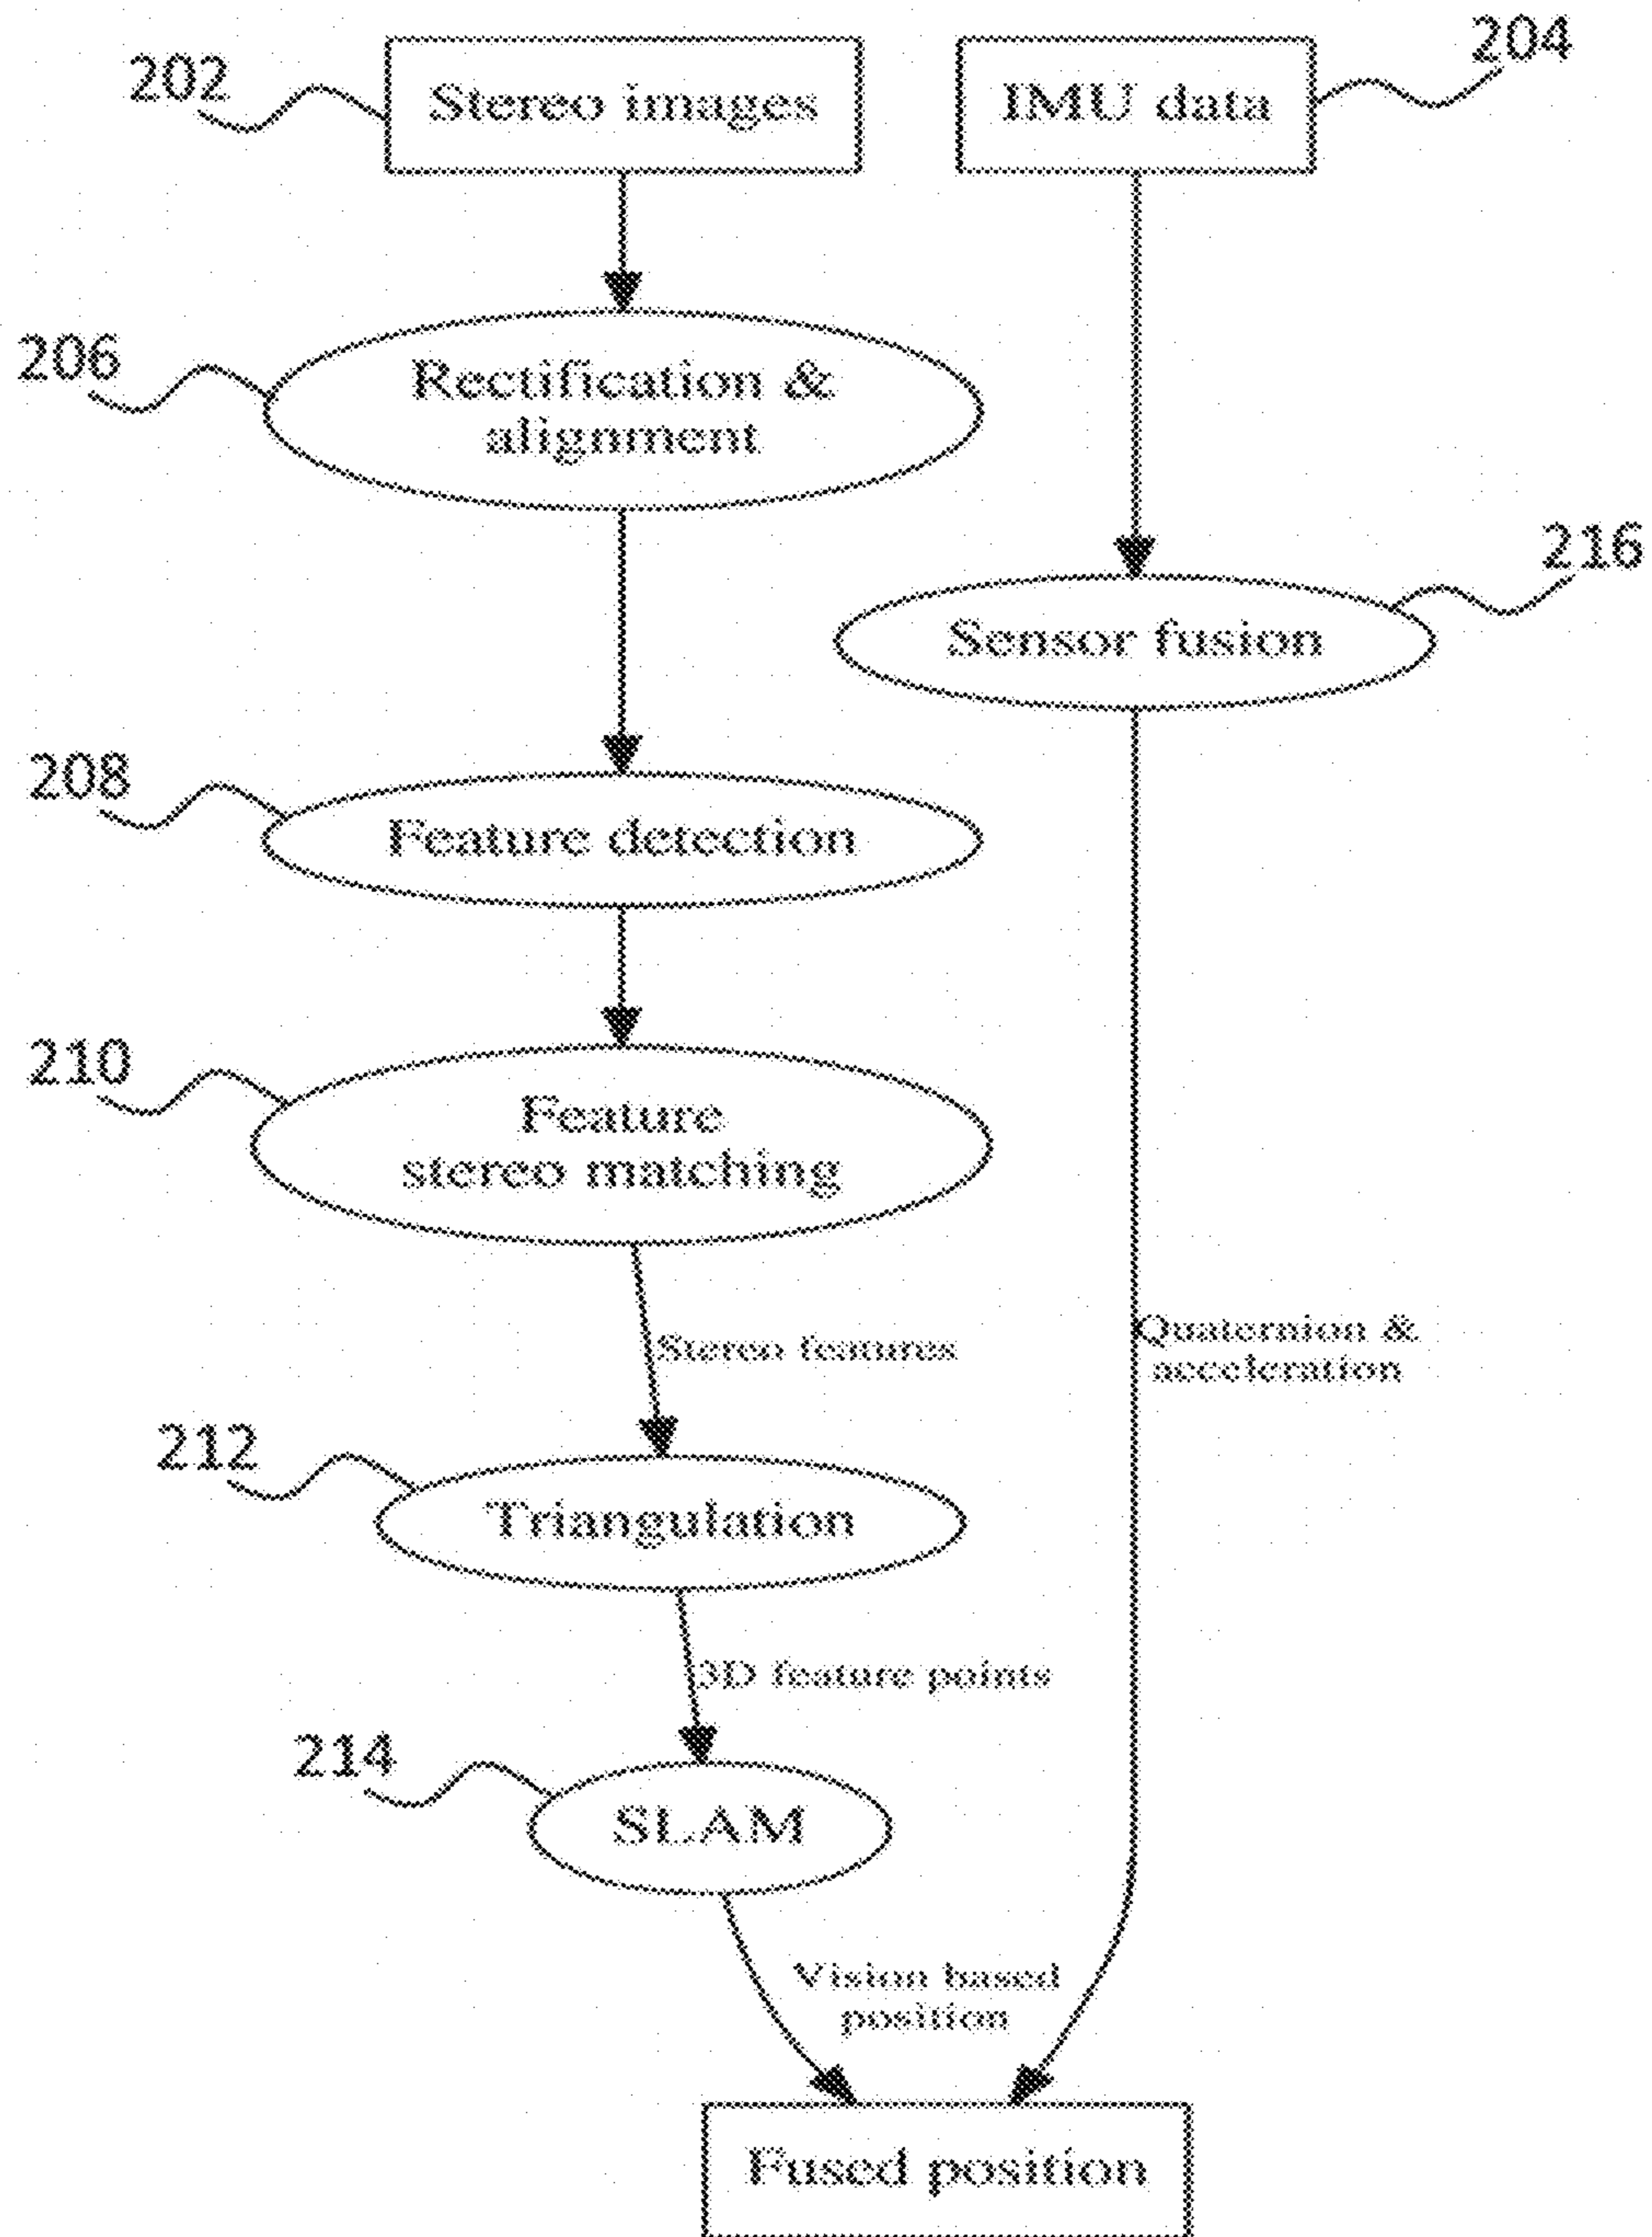 202
Stereo images
IMU data
204
206
Rectification &
alignment
216
Sensor fusion
208
Feature detection
210
Feature
stereo matching
Stereo features
Quaternion &
acceleration
212
Triangulation
3D feature points
214
SLAM
Vision based
position
Fused position